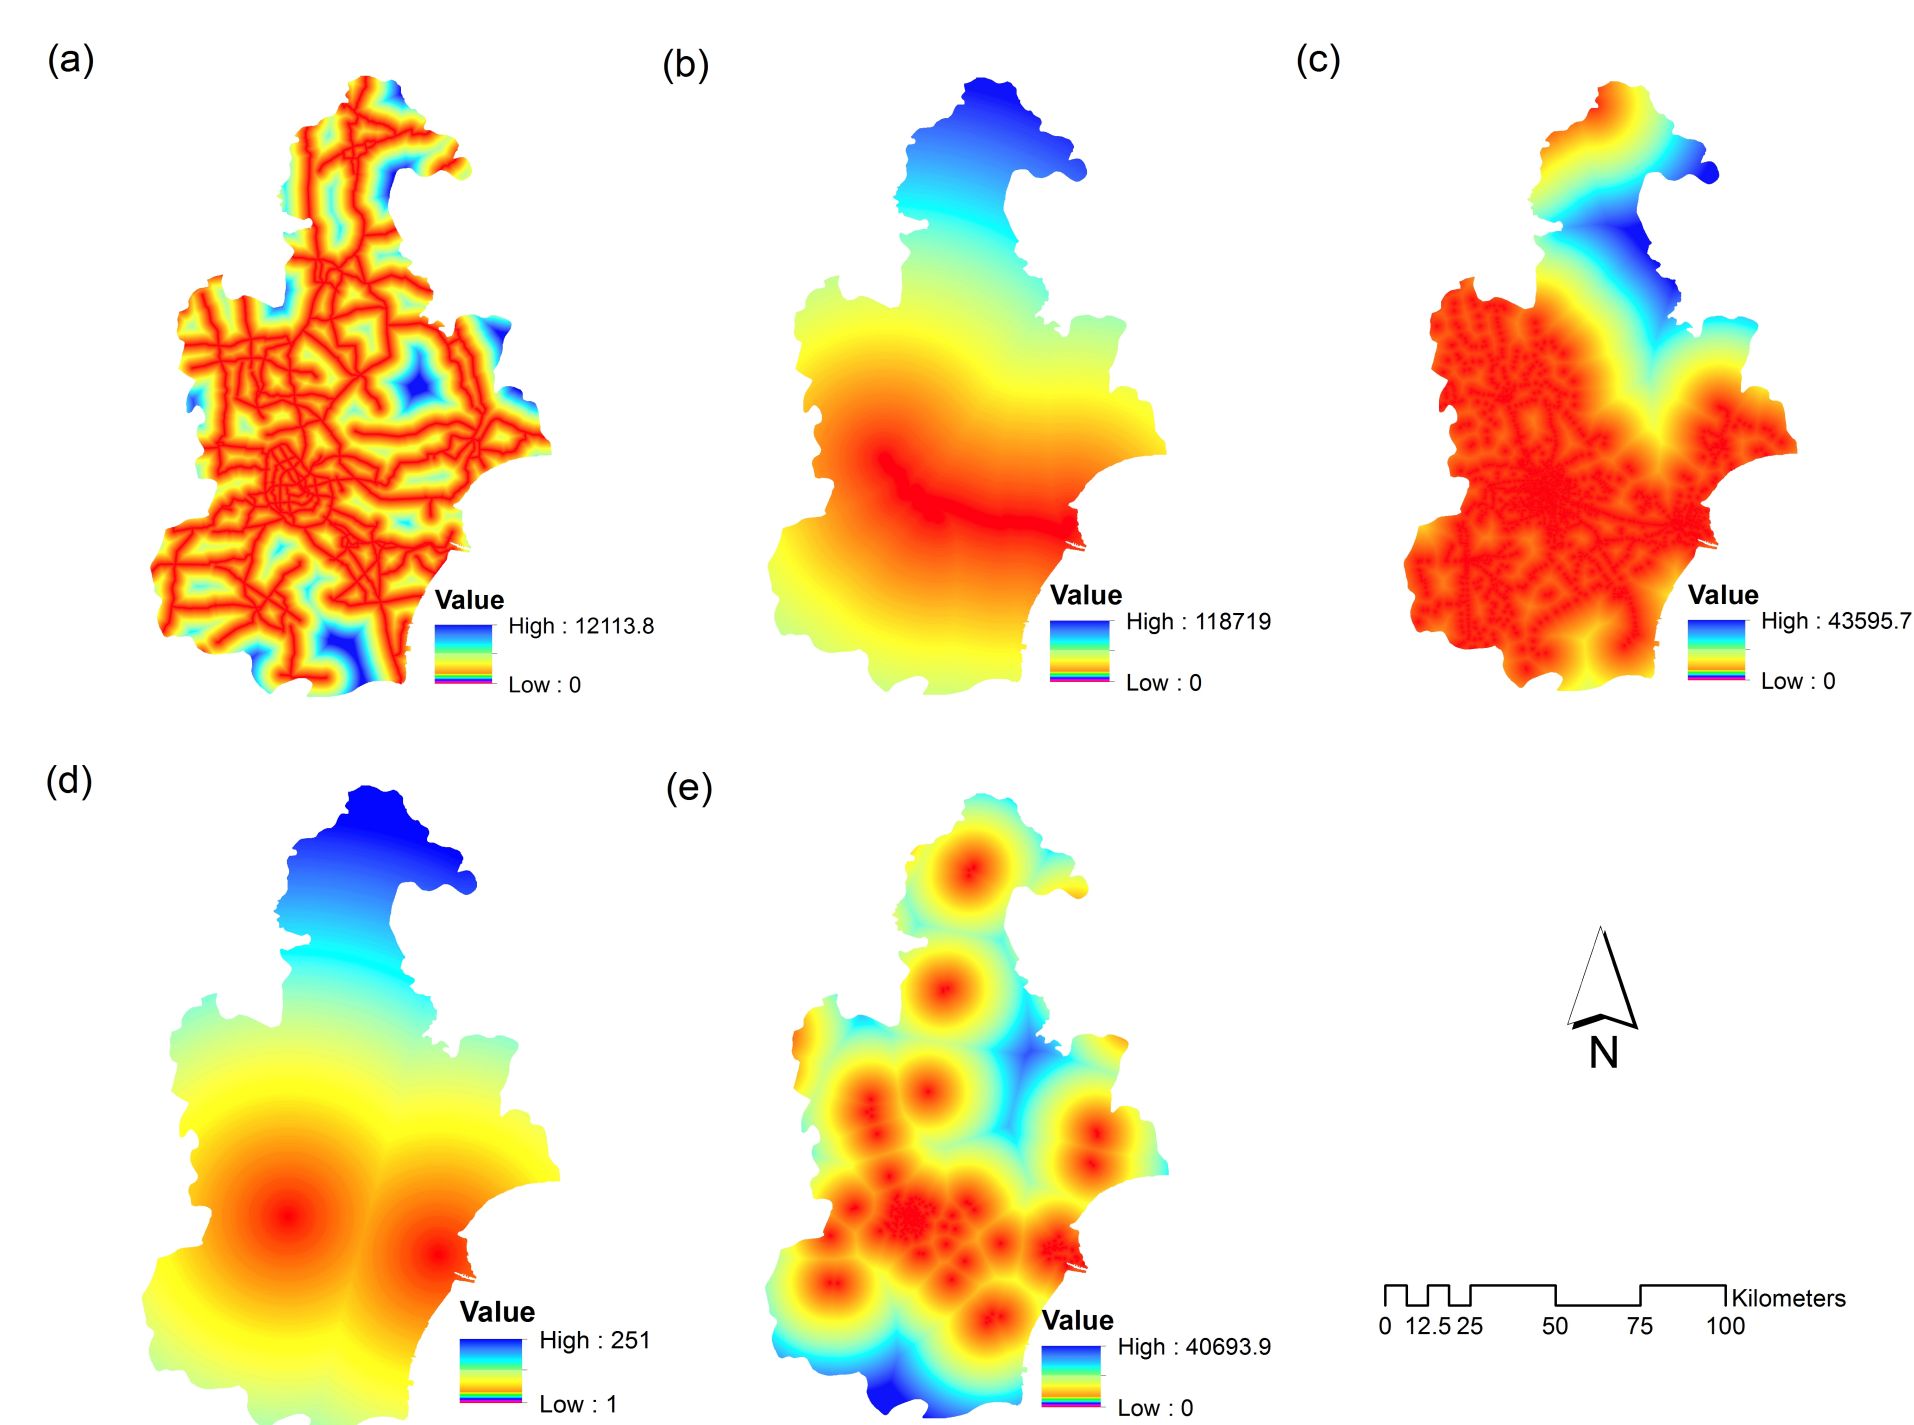 (a)
(b)
(c)
Value
High : 12113.8
Low : 0
Value
High : 118719
Low : 0
Value
High : 43595.7
Low : 0
(d)
(e)
Value
High : 251
Low : 1
Value
High : 40693.9
Low : 0
N
Kilometers
0 12.5 25 50 75 100